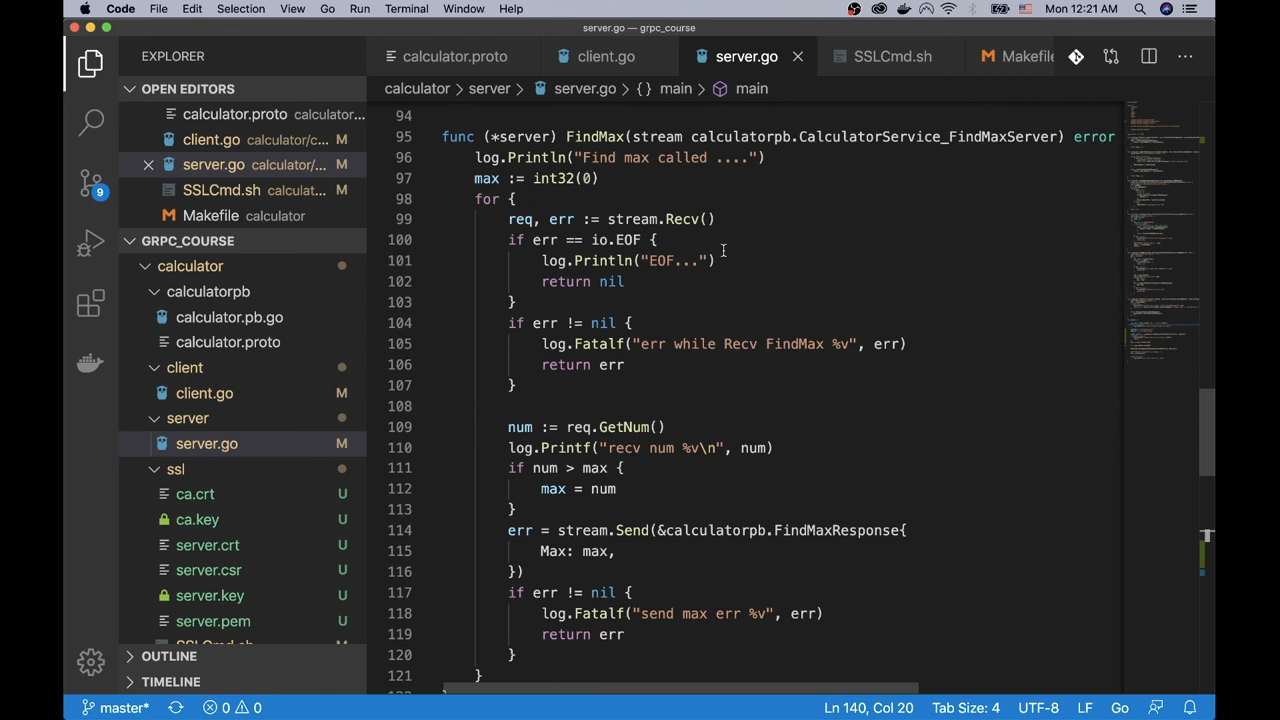 Code File Edit Selection View Go Run Terminal Window Help Mon 12:21 AM
server.go — grpc_course
EXPLORER
calculator.proto client.go server.go SSLCmd.sh Makefile
OPEN EDITORS
calculator > server > server.go > {} main > main
calculator.proto calculator...
client.go calculator/c... M
server.go calculator/... M
SSLCmd.sh calculat... M
Makefile calculator
9
GRPC_COURSE
calculator
calculatorpb
calculator.pb.go
calculator.proto
client
client.go M
server
server.go M
ssl
ca.crt U
ca.key U
server.crt U
server.csr U
server.key U
server.pem U
SSLCmd.sh M
OUTLINE
TIMELINE
94
95 func (*server) FindMax(stream calculatorpb.CalculatorService_FindMaxServer) error
96 log.Println("Find max called ....")
97 max := int32(0)
98 for {
99 req, err := stream.Recv()
100 if err == io.EOF {
101 log.Println("EOF...")
102 return nil
103 }
104 if err != nil {
105 log.Fatalf("err while Recv FindMax %v", err)
106 return err
107 }
108
109 num := req.GetNum()
110 log.Printf("recv num %v\n", num)
111 if num > max {
112 max = num
113 }
114 err = stream.Send(&calculatorpb.FindMaxResponse{
115 Max: max,
116 })
117 if err != nil {
118 log.Fatalf("send max err %v", err)
119 return err
120 }
121 }
master* 0 0 Ln 140, Col 20 Tab Size: 4 UTF-8 LF Go